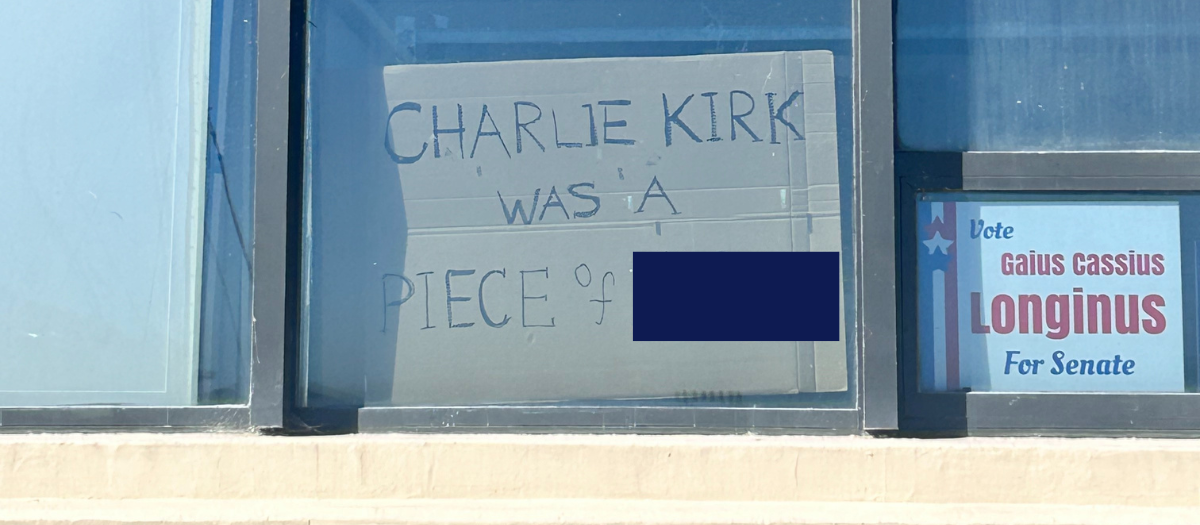 CHARLIE KIRK
WAS A
PIECE of
Vote
Gaius Cassius
Longinus
For Senate